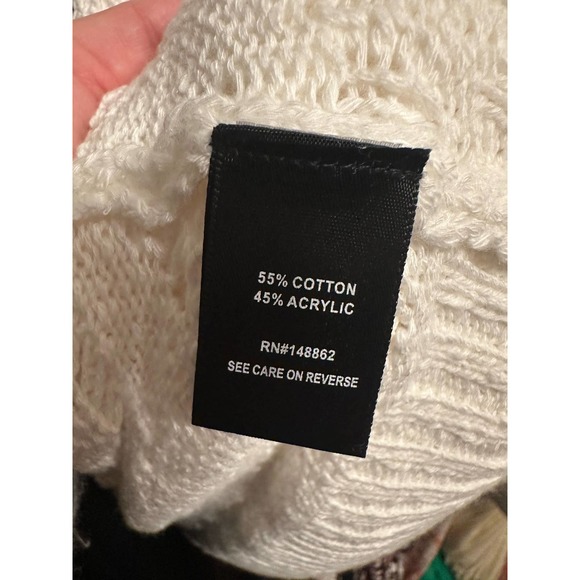 55% COTTON
45% ACRYLIC
RN#148862
SEE CARE ON REVERSE